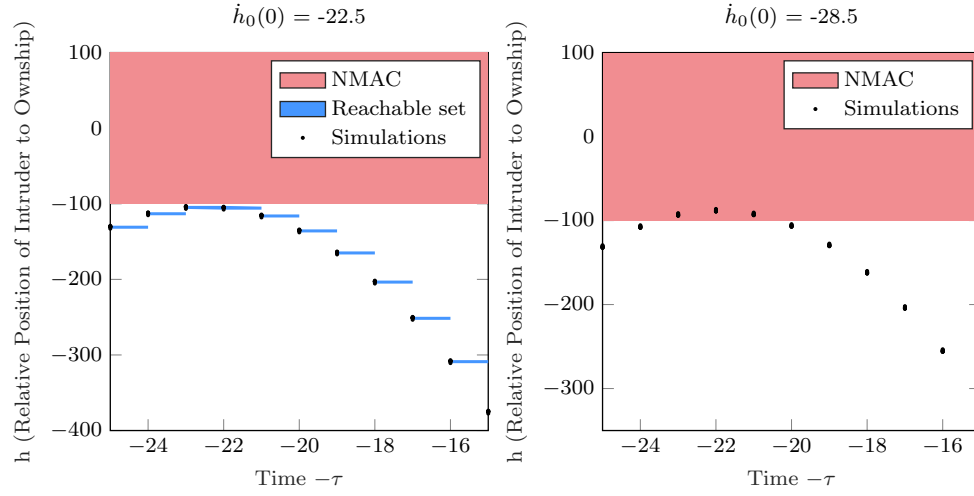 ḣ₀(0) = -22.5
h (Relative Position of Intruder to Ownship)
100
0
−100
−200
−300
−400
NMAC
Reachable set
Simulations
−24
−22
−20
−18
−16
Time −τ
ḣ₀(0) = -28.5
h (Relative Position of Intruder to Ownship)
100
0
−100
−200
−300
NMAC
Simulations
−24
−22
−20
−18
−16
Time −τ